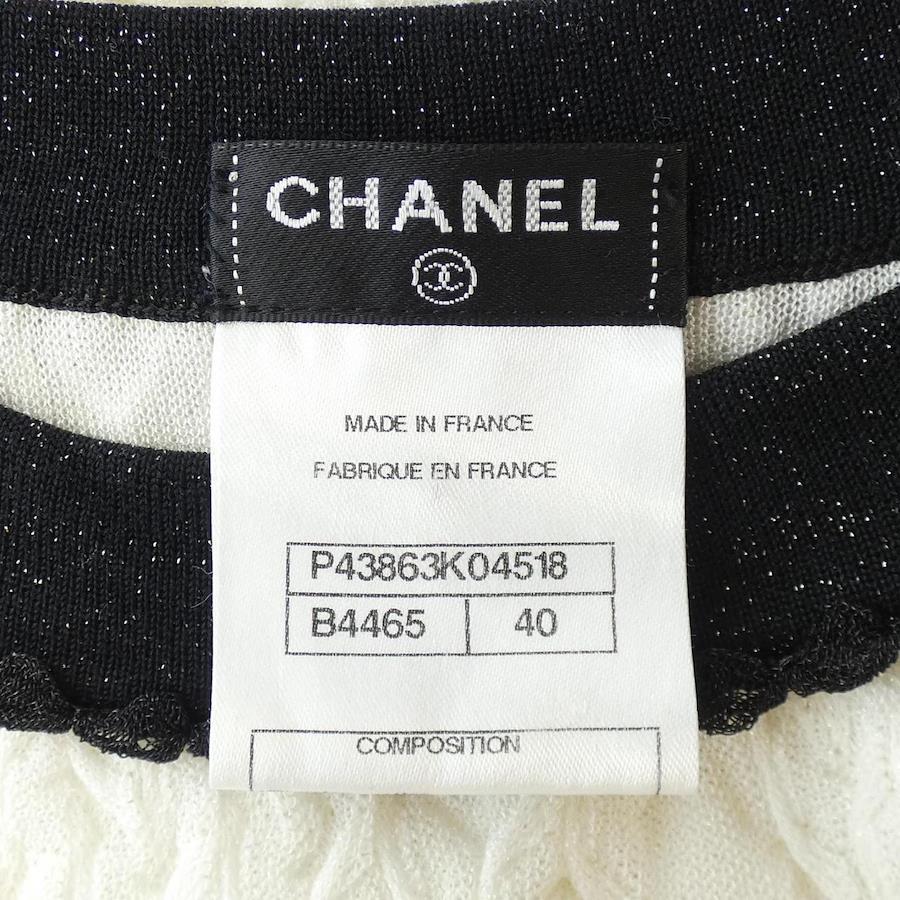 CHANEL
MADE IN FRANCE
FABRIQUE EN FRANCE
P43863K04518
B4465 40
COMPOSITION